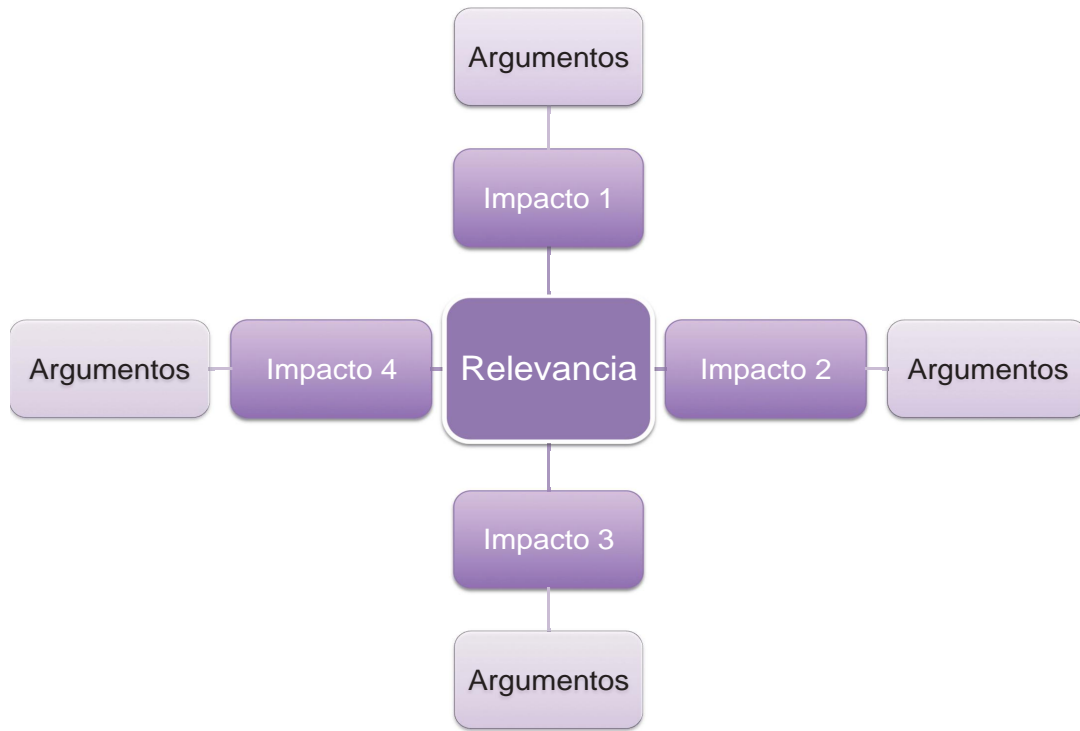 Argumentos
Impacto 1
Argumentos
Impacto 4
Relevancia
Impacto 2
Argumentos
Impacto 3
Argumentos